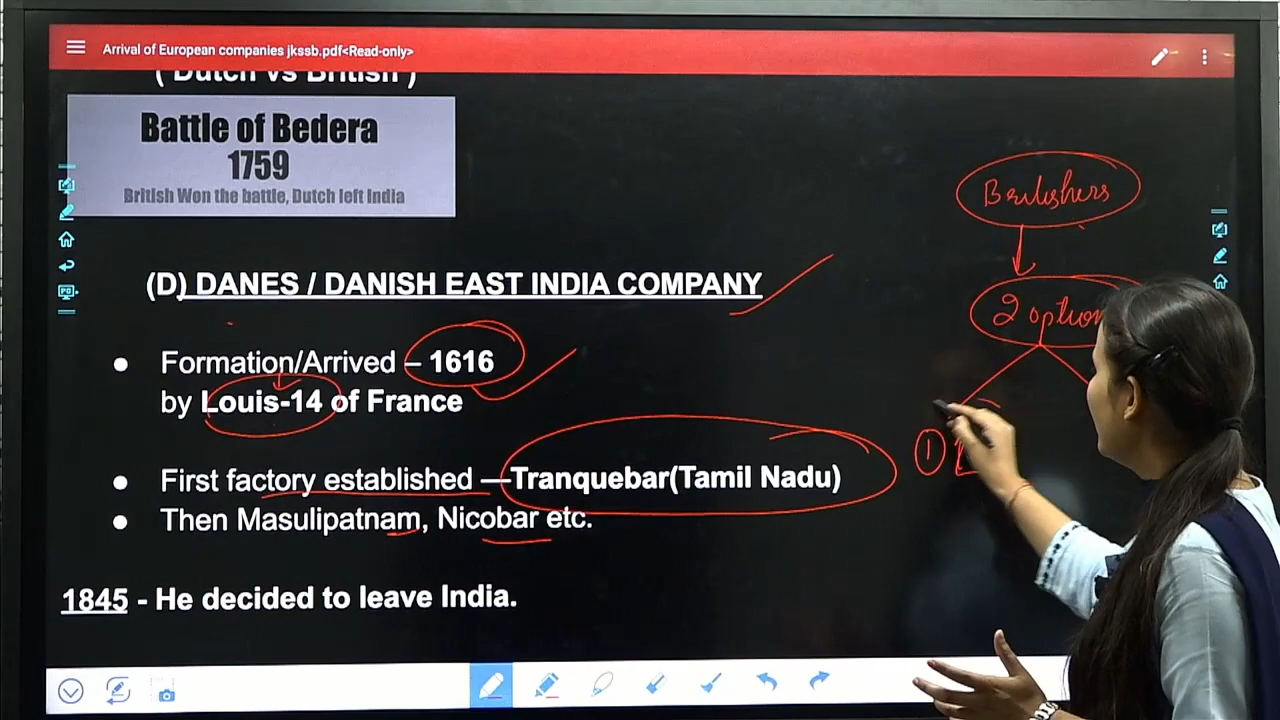 Arrival of European companies jkssb.pdf<Read-only>
( Dutch vs British )
Battle of Bedera
1759
British Won the battle, Dutch left India
(D) DANES / DANISH EAST INDIA COMPANY
Formation/Arrived – 1616
by Louis-14 of France
First factory established —Tranquebar(Tamil Nadu)
Then Masulipatnam, Nicobar etc.
1845 - He decided to leave India.
Britishers
2 option
1